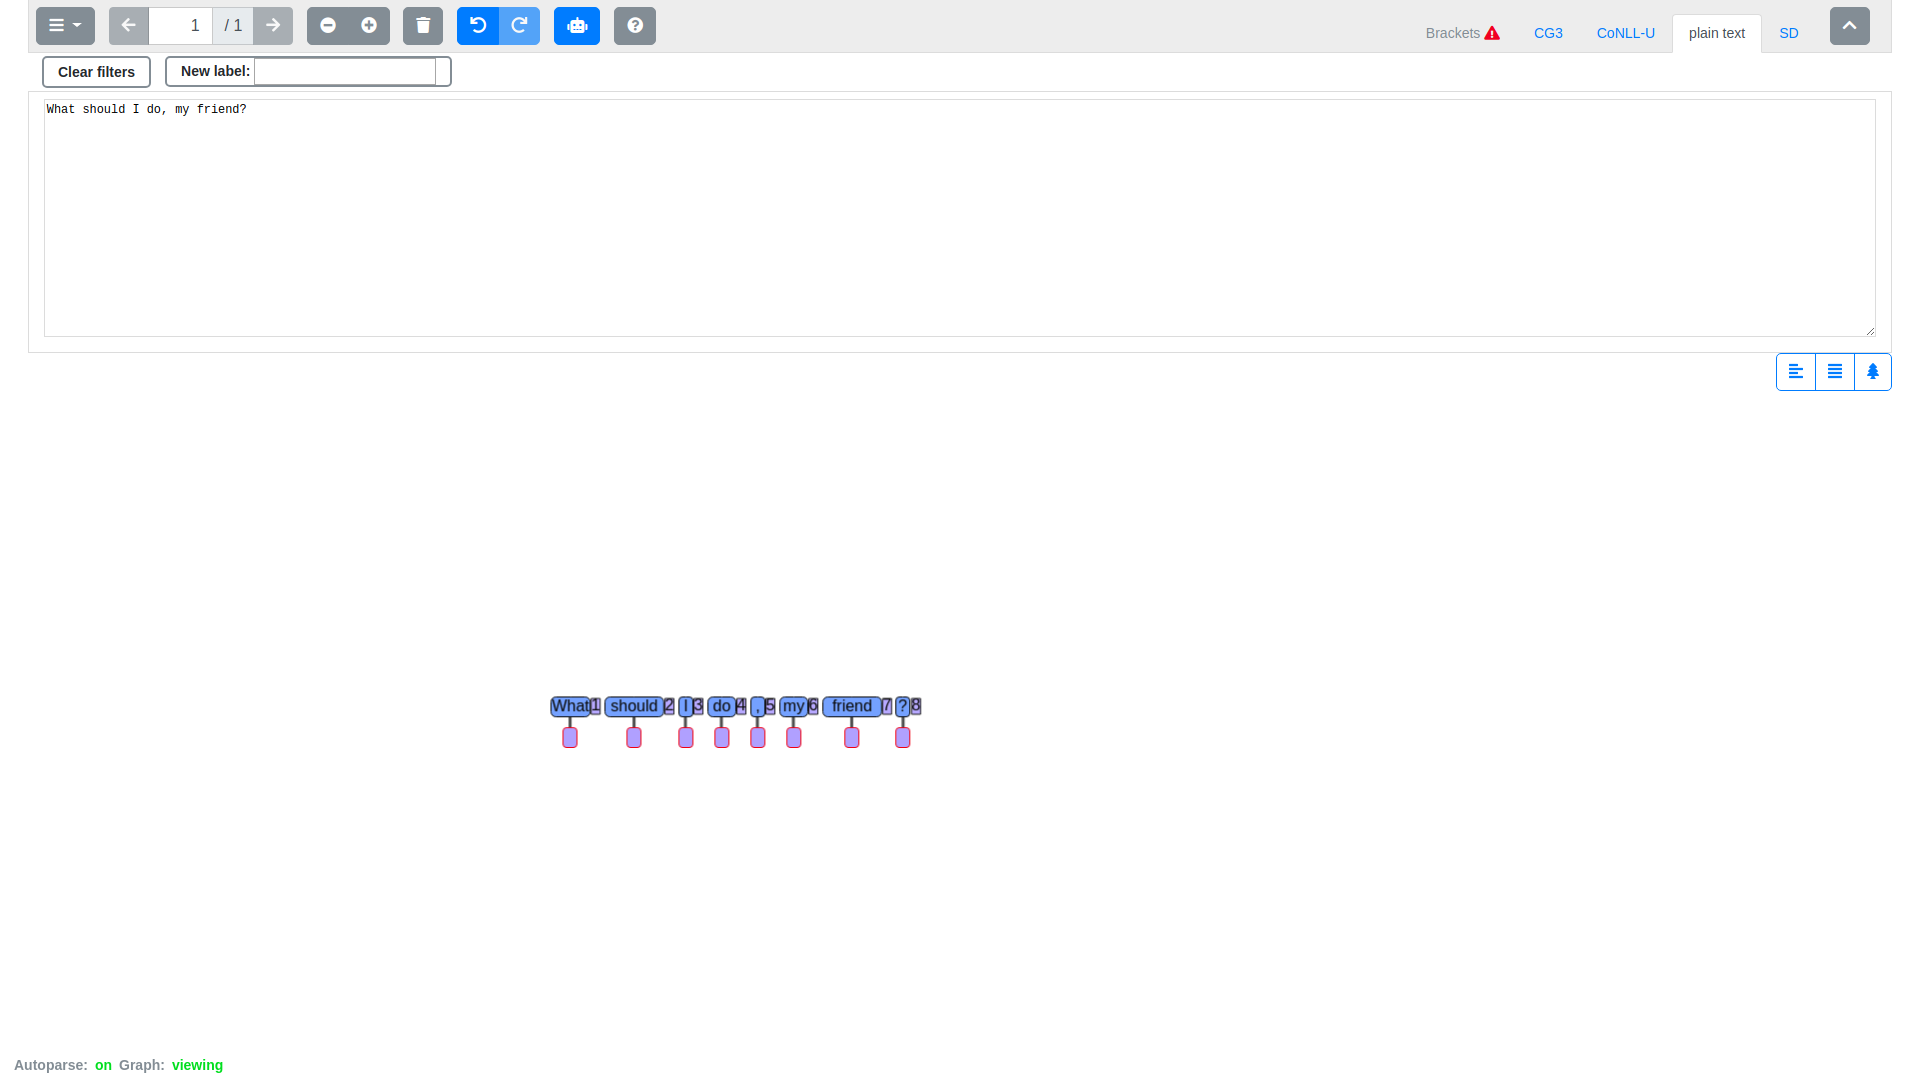 1 / 1
Brackets CG3 CoNLL-U plain text SD
Clear filters New label:
What should I do, my friend?
What 1 should 2 I 3 do 4 , 5 my 6 friend 7 ? 8
Autoparse: on Graph: viewing